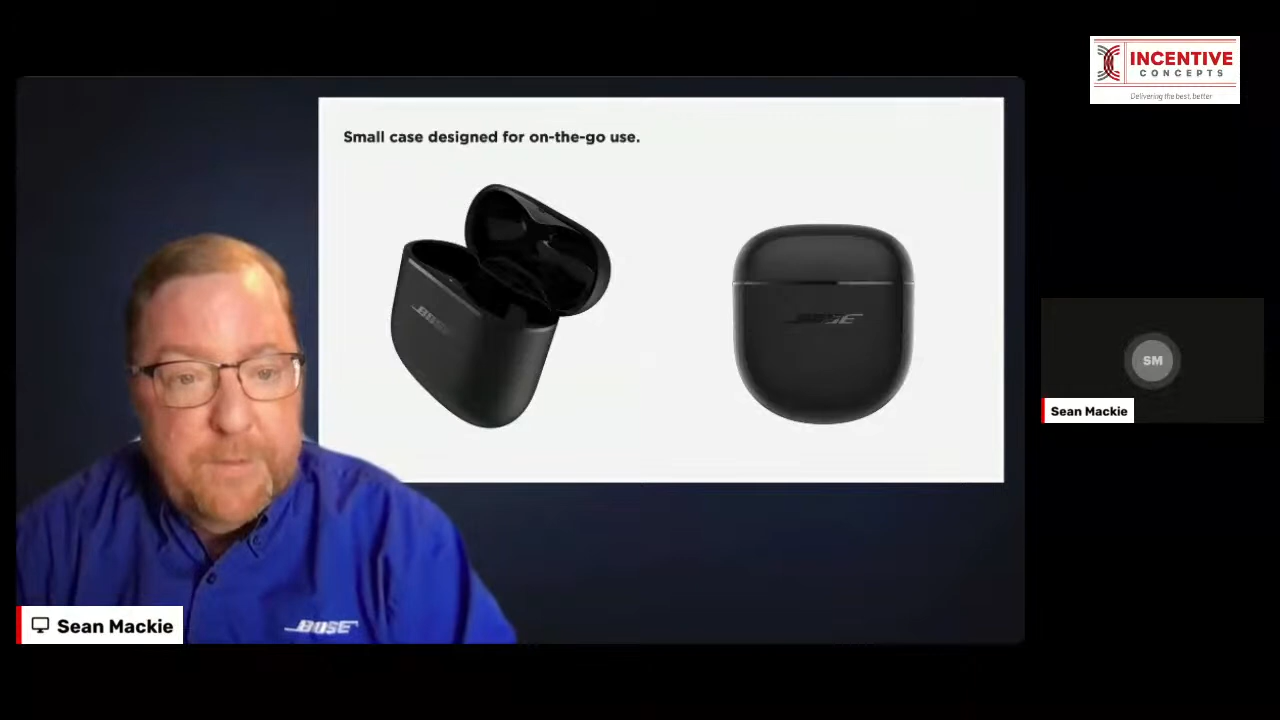 INCENTIVE
CONCEPTS
Delivering the best, better
Small case designed for on-the-go use.
BOSE
BOSE
SM
Sean Mackie
Sean Mackie
BOSE